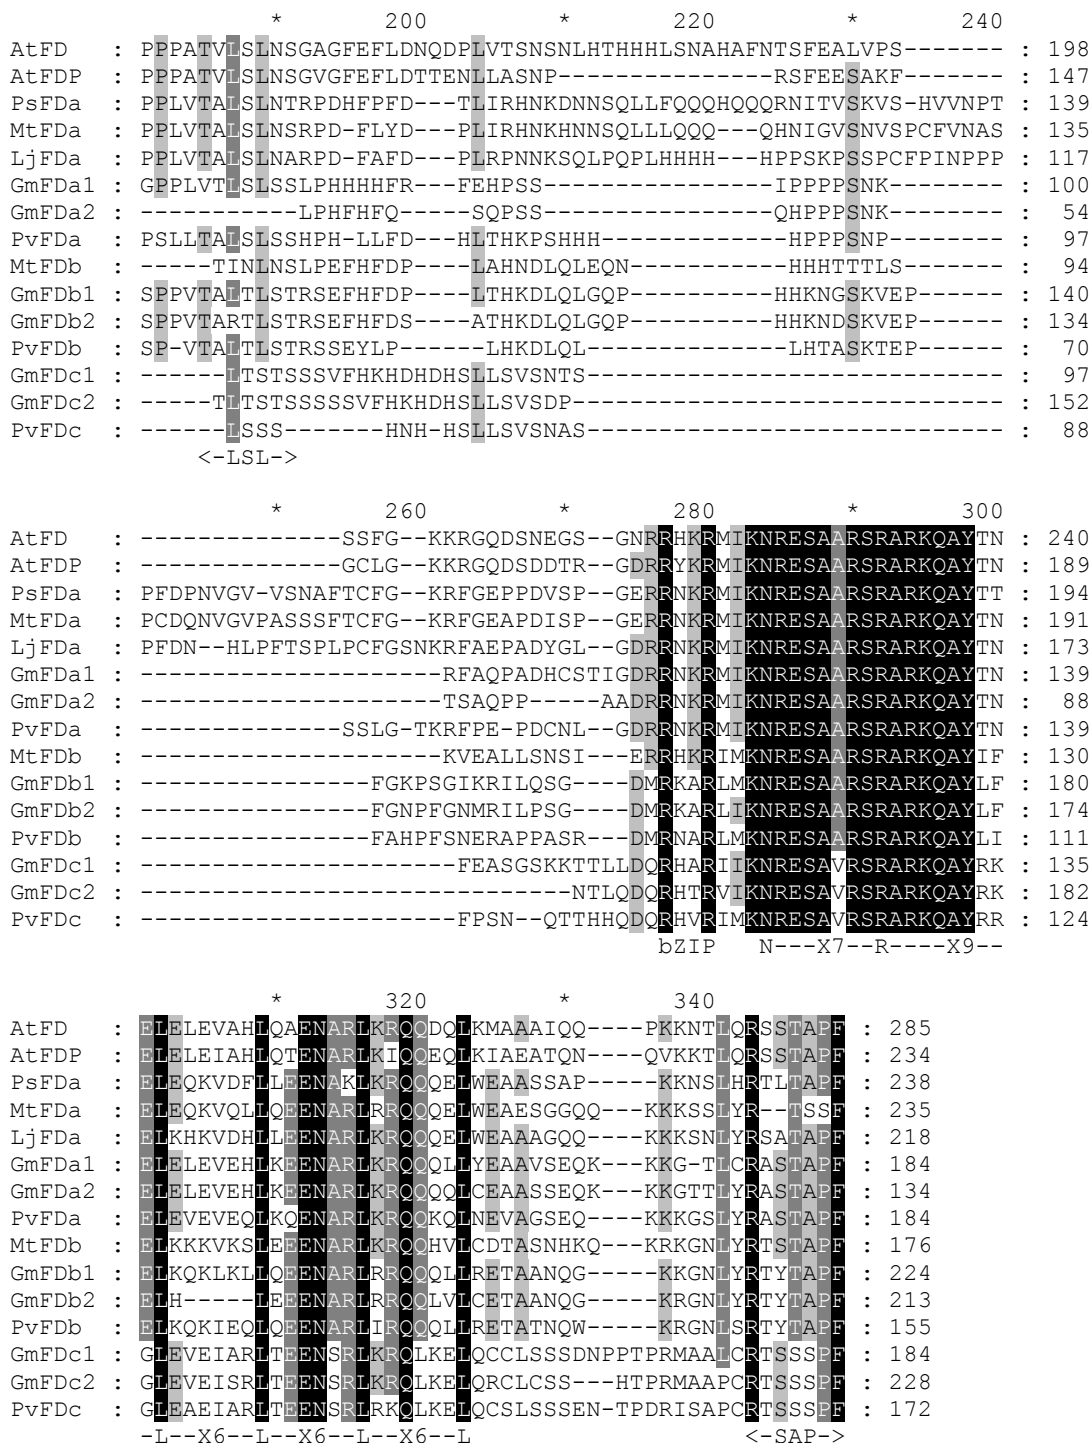 * 200 * 220 * 240
AtFD : PPPATVLSLNSGAGFEFLDNQDPLVTSNSNLHTHHHLSNAHAFNTSFEALVPS------- : 198
AtFDP : PPPATVLSLNSGVGFEFLDTTENLLASNP---------------RSFEESAKF------- : 147
PsFDa : PPLVTALSLNTRPDHFPFD---TLIRHNKDNNSQLLFQQQHQQQRNITVSKVS-HVVNPT : 139
MtFDa : PPLVTALSLNSRPD-FLYD---PLIRHNKHNNSQLLLQQQ---QHNIGVSNVSPCFVNAS : 135
LjFDa : PPLVTALSLNARPD-FAFD---PLRPNNKSQLPQPLHHHH---HPPSKPSSPCFPINPPP : 117
GmFDa1 : GPPLVTLSLSSLPHHHHFR---FEHPSS---------------IPPPPSNK--------- : 100
GmFDa2 : -----------LPHFHFQ----SQPSS----------------QHPPPSNK--------- : 54
PvFDa : PSLLTALSLSSHPH-LLFD---HLTHKPSHHH------------HPPPSNP--------- : 97
MtFDb : -----TINLNSLPEFHFDP---LAHNDLQLEQN-----------HHHTTTLS-------- : 94
GmFDb1 : SPPVTALTLSTRSEFHFDP---LTHKDLQLGQP-----------HHKNGSKVEP------ : 140
GmFDb2 : SPPVTARTLSTRSEFHFDS---ATHKDLQLGQP-----------HHKNDSKVEP------ : 134
PvFDb : SP-VTALTLSTRSSEYLP------LHKDLQL-------------LHTASKTEP------- : 70
GmFDc1 : ------LTSTSSSVFHKHDHDHSLLSVSNTS----------------------------- : 97
GmFDc2 : -----TLTSTSSSSSVFHKHDHSLLSVSDP------------------------------ : 152
PvFDc : ------LSSS-------HNH-HSLLSVSNAS----------------------------- : 88
<-LSL->
* 260 * 280 * 300
AtFD : --------------SSFG--KKRGQDSNEGS--GNRRHKRMIKNRESAARSRARKQAYTN : 240
AtFDP : --------------GCLG--KKRGQDSDDTR--GDRRYKRMIKNRESAARSRARKQAYTN : 189
PsFDa : PFDPNVGV-VSNAFTCFG--KRFGEPPDVSP--GERRNKRMIKNRESAARSRARKQAYTT : 194
MtFDa : PCDQNVGVPASSSFTCFG--KRFGEAPDISP--GERRNKRMIKNRESAARSRARKQAYTN : 191
LjFDa : PFDN--HLPFTSPLPCFGSNKRFAEPADYGL--GDRRNKRMIKNRESAARSRARKQAYTN : 173
GmFDa1 : ---------------------RFAQPADHCSTIGDRRNKRMIKNRESAARSRARKQAYTN : 139
GmFDa2 : ---------------------TSAQPP-----AADRRNKRMIKNRESAARSRARKQAYTN : 88
PvFDa : --------------SSLG-TKRFPE-PDCNL--GDRRNKRMIKNRESAARSRARKQAYTN : 139
MtFDb : ---------------------KVEALLSNSI---ERRHKRIMKNRESAARSRARKQAYIF : 130
GmFDb1 : ----------------FGKPSGIKRILQSG----DMRKARLMKNRESAARSRARKQAYLF : 180
GmFDb2 : ----------------FGNPFGNMRILPSG----DMRKARLIKNRESAARSRARKQAYLF : 174
PvFDb : ----------------FAHPFSNERAPPASR---DMRNARLMKNRESAARSRARKQAYLI : 111
GmFDc1 : ----------------------FEASGSKKTTLLDQRHARIIKNRESAVRSRARKQAYRK : 135
GmFDc2 : ------------------------------NTLQDQRHTRVIKNRESAVRSRARKQAYRK : 182
PvFDc : ----------------------FPSN--QTTHHQDQRHVRIMKNRESAVRSRARKQAYRR : 124
bZIP N---X7--R----X9--
* 320 * 340
AtFD : ELELEVAHLQAENARLKRQQDQLKMAAAIQQ----PKKNTLQRSSTAPF : 285
AtFDP : ELELEIAHLQTENARLKIQQEQLKIAEATQN----QVKKTLQRSSTAPF : 234
PsFDa : ELEQKVDFLLEENAKLKRQQQELWEAASSAP----KKNSLHRTLTAPF : 238
MtFDa : ELEQKVQLLQEENARLRRQQQELWEAESGGQQ---KKKSSLYR--TSSF : 235
LjFDa : ELKHKVDHLLEENARLKRQQQELWEAAAGQQ----KKKSNLYRSATAPF : 218
GmFDa1 : ELELEVEHLKEENARLKRQQQLLYEAAVSEQK---KKG-TLCRASTAPF : 184
GmFDa2 : ELELEVEHLKEENARLKRQQQQLCEAASSEQK---KKGTTLYRASTAPF : 134
PvFDa : ELEVEVEQLKQENARLKRQQKQLNEVAGSEQ----KKKGSLYRASTAPF : 184
MtFDb : ELKKKVKSLEEENARLKRQQHVLCDTASNHKQ---KRKGNLYRTSTAPF : 176
GmFDb1 : ELKQKLKLLQEENARLRRQQQLLRETAANQG-----KKGNLYRTYTAPF : 224
GmFDb2 : ELH-----LEEENARLRRQQLVLCETAANQG-----KRGNLYRTYTAPF : 213
PvFDb : ELKQKIEQLQEENARLIRQQQLLRETATNQW-----KRGNLSRTYTAPF : 155
GmFDc1 : GLEVEIARLTEENSRLKRQLKELQCCLSSSDNPPTPRMAALCRTSSSPF : 184
GmFDc2 : GLEVEISRLTEENSRLKRQLKELQRCLCSS---HTPRMAAPCRTSSAPF : 228
PvFDc : GLEAEIARLTEENSRLRKQLKELQCSLSSSEN-TPDRISAPCRTSSSPF : 172
-L--X6--L--X6--L--X6--L <-SAP->